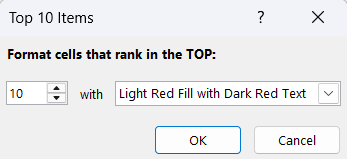 Top 10 Items ?
Format cells that rank in the TOP:
10 with Light Red Fill with Dark Red Text
OK Cancel